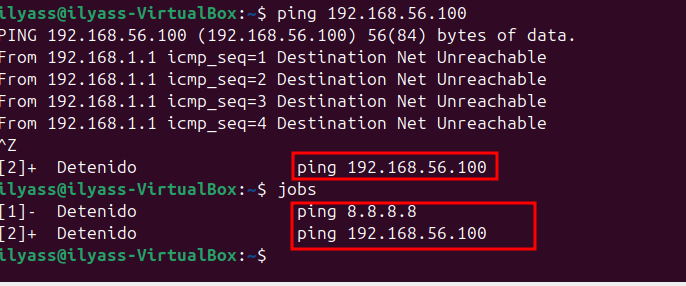 ilyass@ilyass-VirtualBox:~$ ping 192.168.56.100
PING 192.168.56.100 (192.168.56.100) 56(84) bytes of data.
From 192.168.1.1 icmp_seq=1 Destination Net Unreachable
From 192.168.1.1 icmp_seq=2 Destination Net Unreachable
From 192.168.1.1 icmp_seq=3 Destination Net Unreachable
From 192.168.1.1 icmp_seq=4 Destination Net Unreachable
^Z
[2]+  Detenido                ping 192.168.56.100
ilyass@ilyass-VirtualBox:~$ jobs
[1]-  Detenido                ping 8.8.8.8
[2]+  Detenido                ping 192.168.56.100
ilyass@ilyass-VirtualBox:~$